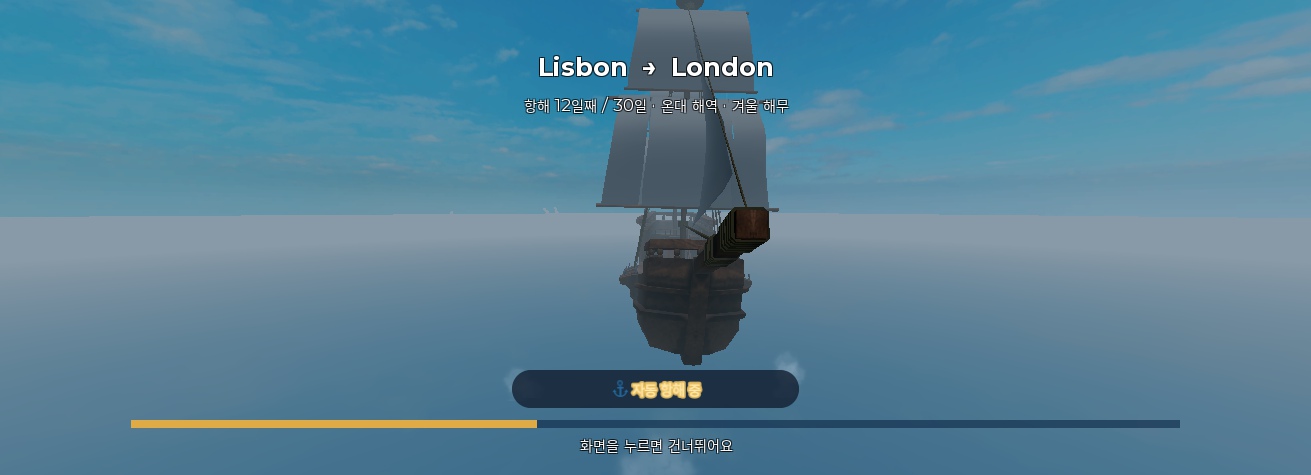 Lisbon → London
항해 12일째 / 30일 · 온대 해역 · 겨울 해무
⚓ 자동 항해 중
화면을 누르면 건너뛰어요